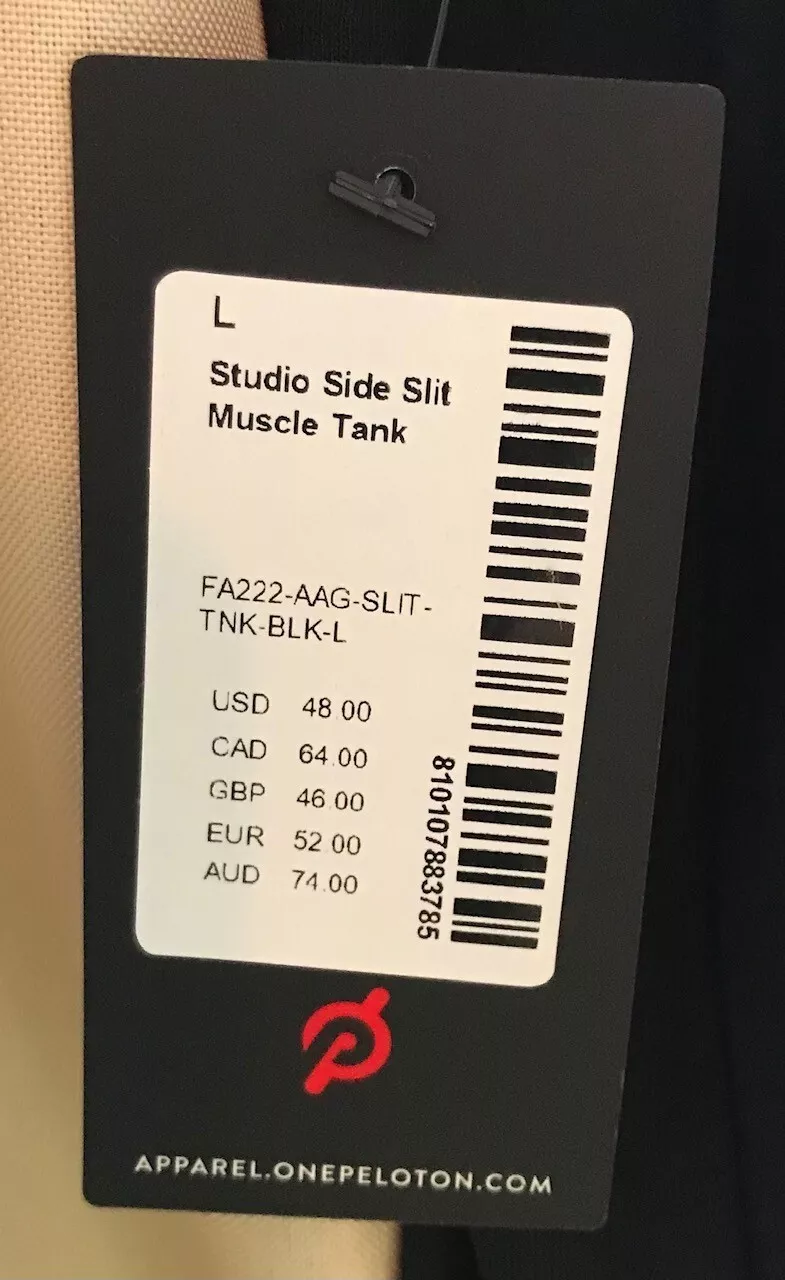 L
Studio Side Slit
Muscle Tank
FA222-AAG-SLIT-
TNK-BLK-L
USD 48.00
CAD 64.00
GBP 46.00
EUR 52.00
AUD 74.00
810107883785
APPAREL.ONEPELOTON.COM